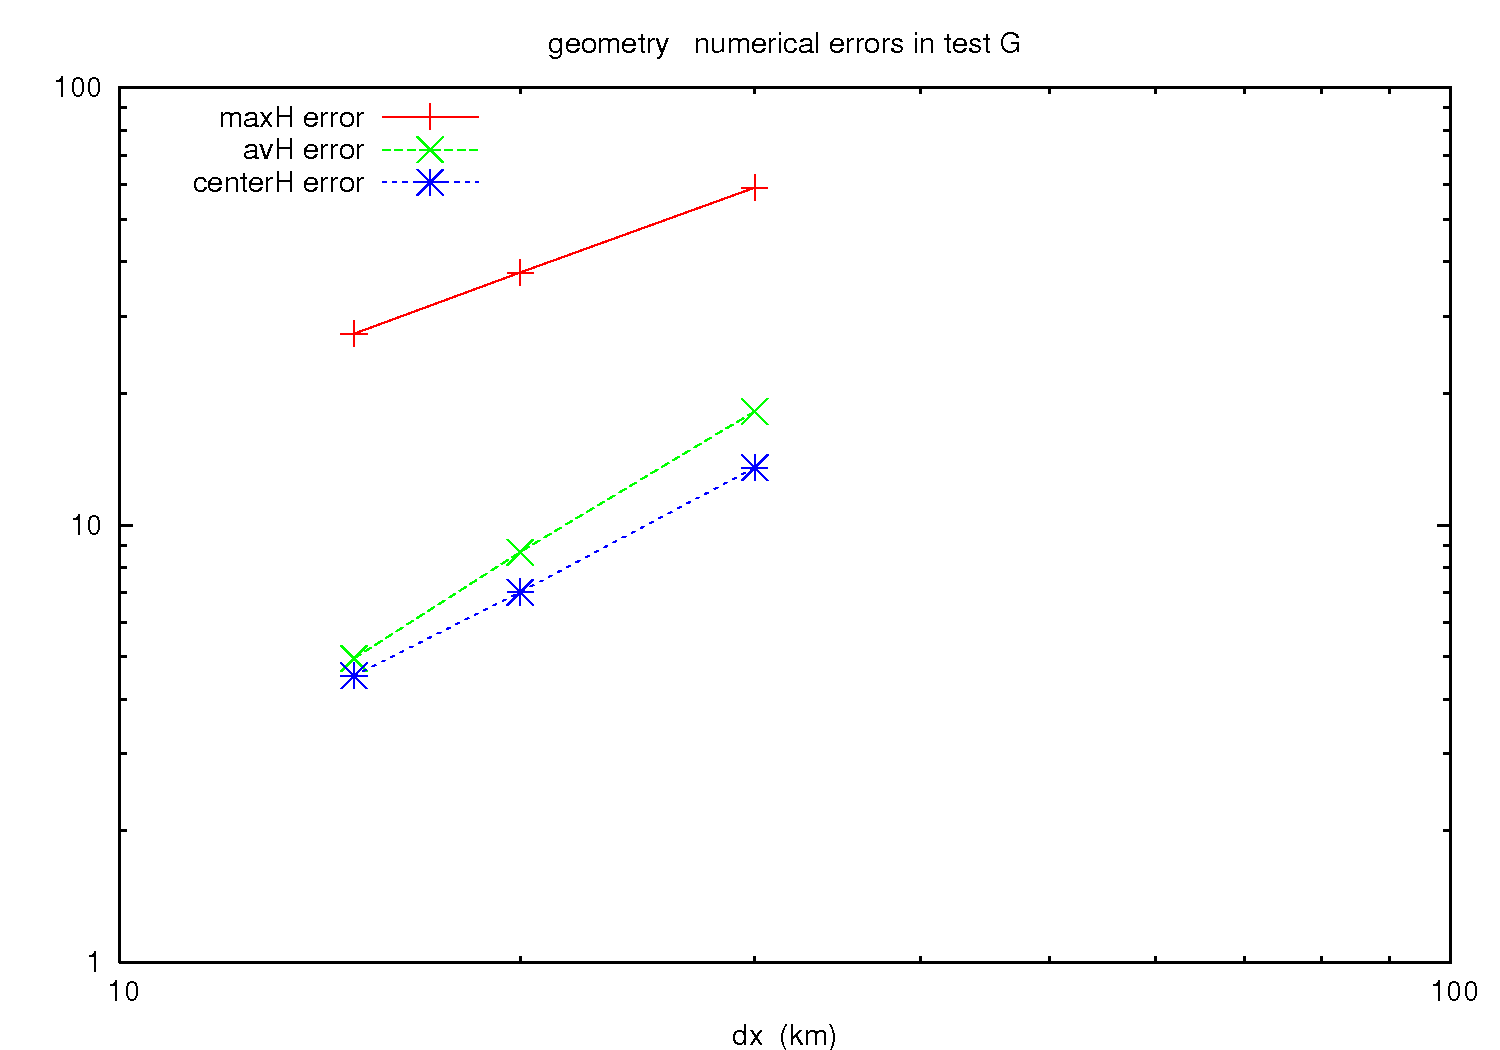 geometry   numerical errors in test G
100
maxH error
avH error
centerH error
10
1
10
100
dx  (km)